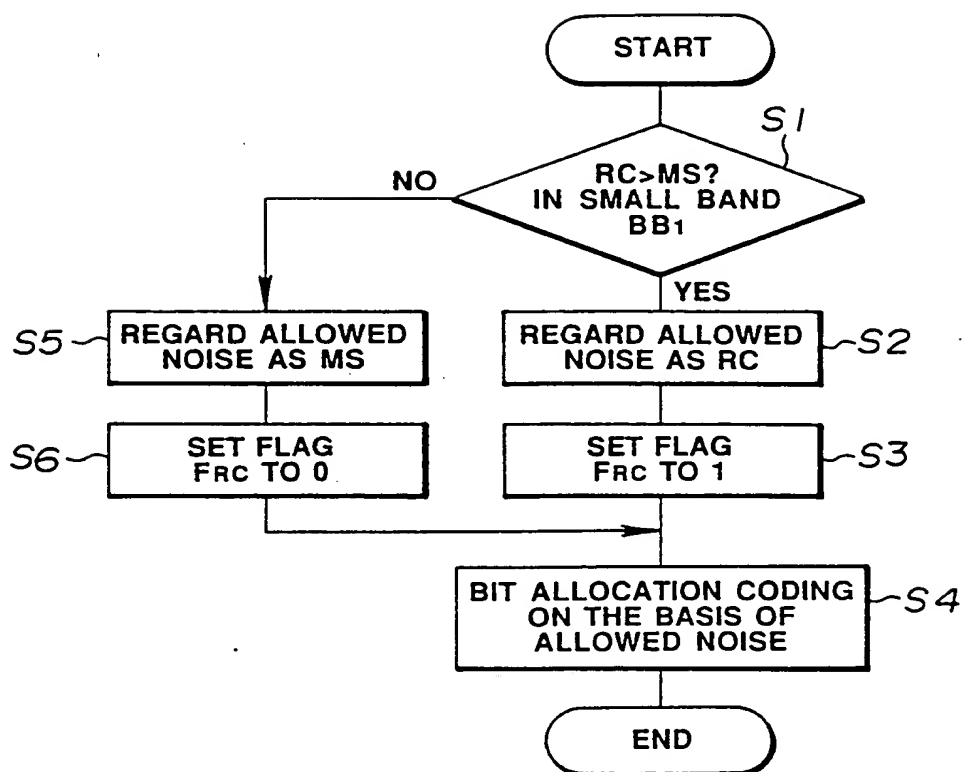 START
S1
RC>MS?
IN SMALL BAND
BB1
NO
YES
S5
REGARD ALLOWED
NOISE AS MS
REGARD ALLOWED
NOISE AS RC
S2
S6
SET FLAG
FRC TO 0
SET FLAG
FRC TO 1
S3
BIT ALLOCATION CODING
ON THE BASIS OF
ALLOWED NOISE
S4
END